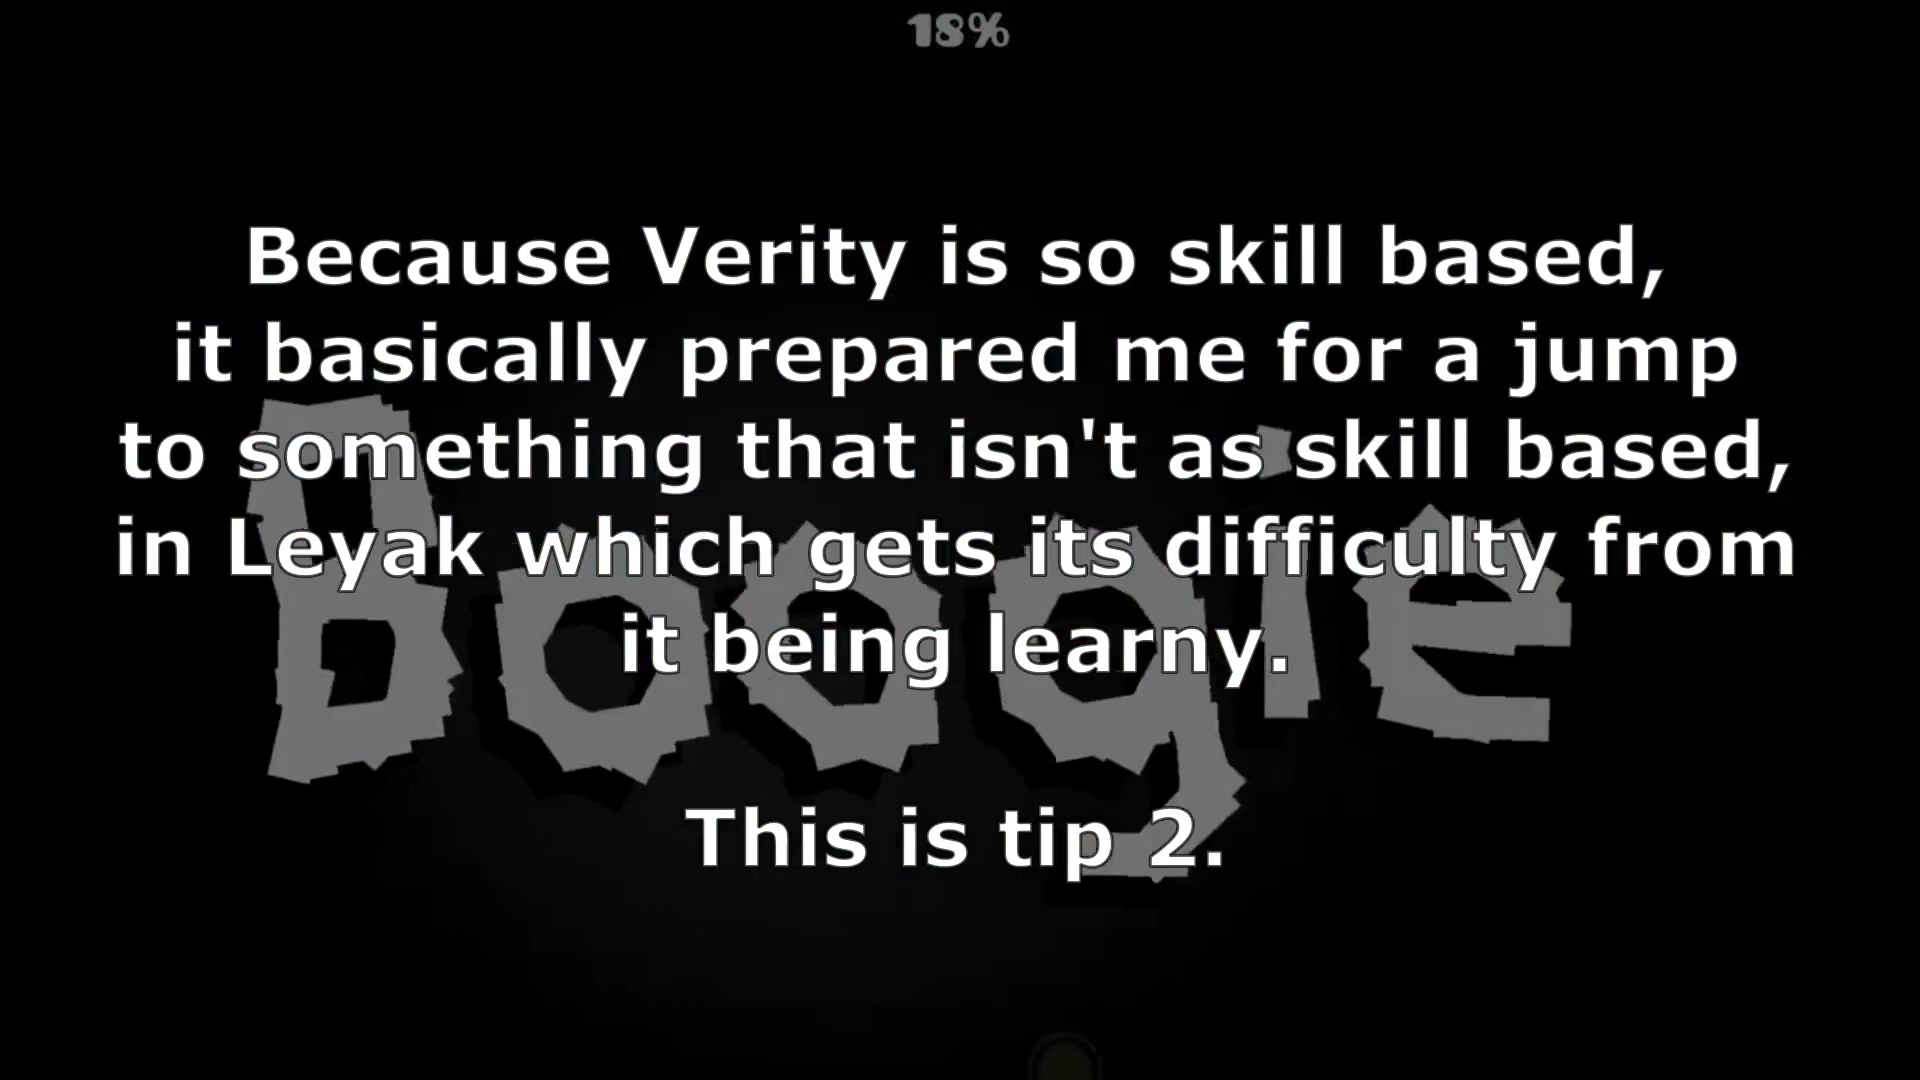 18%
Because Verity is so skill based,
it basically prepared me for a jump
to something that isn't as skill based,
in Leyak which gets its difficulty from
it being learny.
This is tip 2.
Boogie